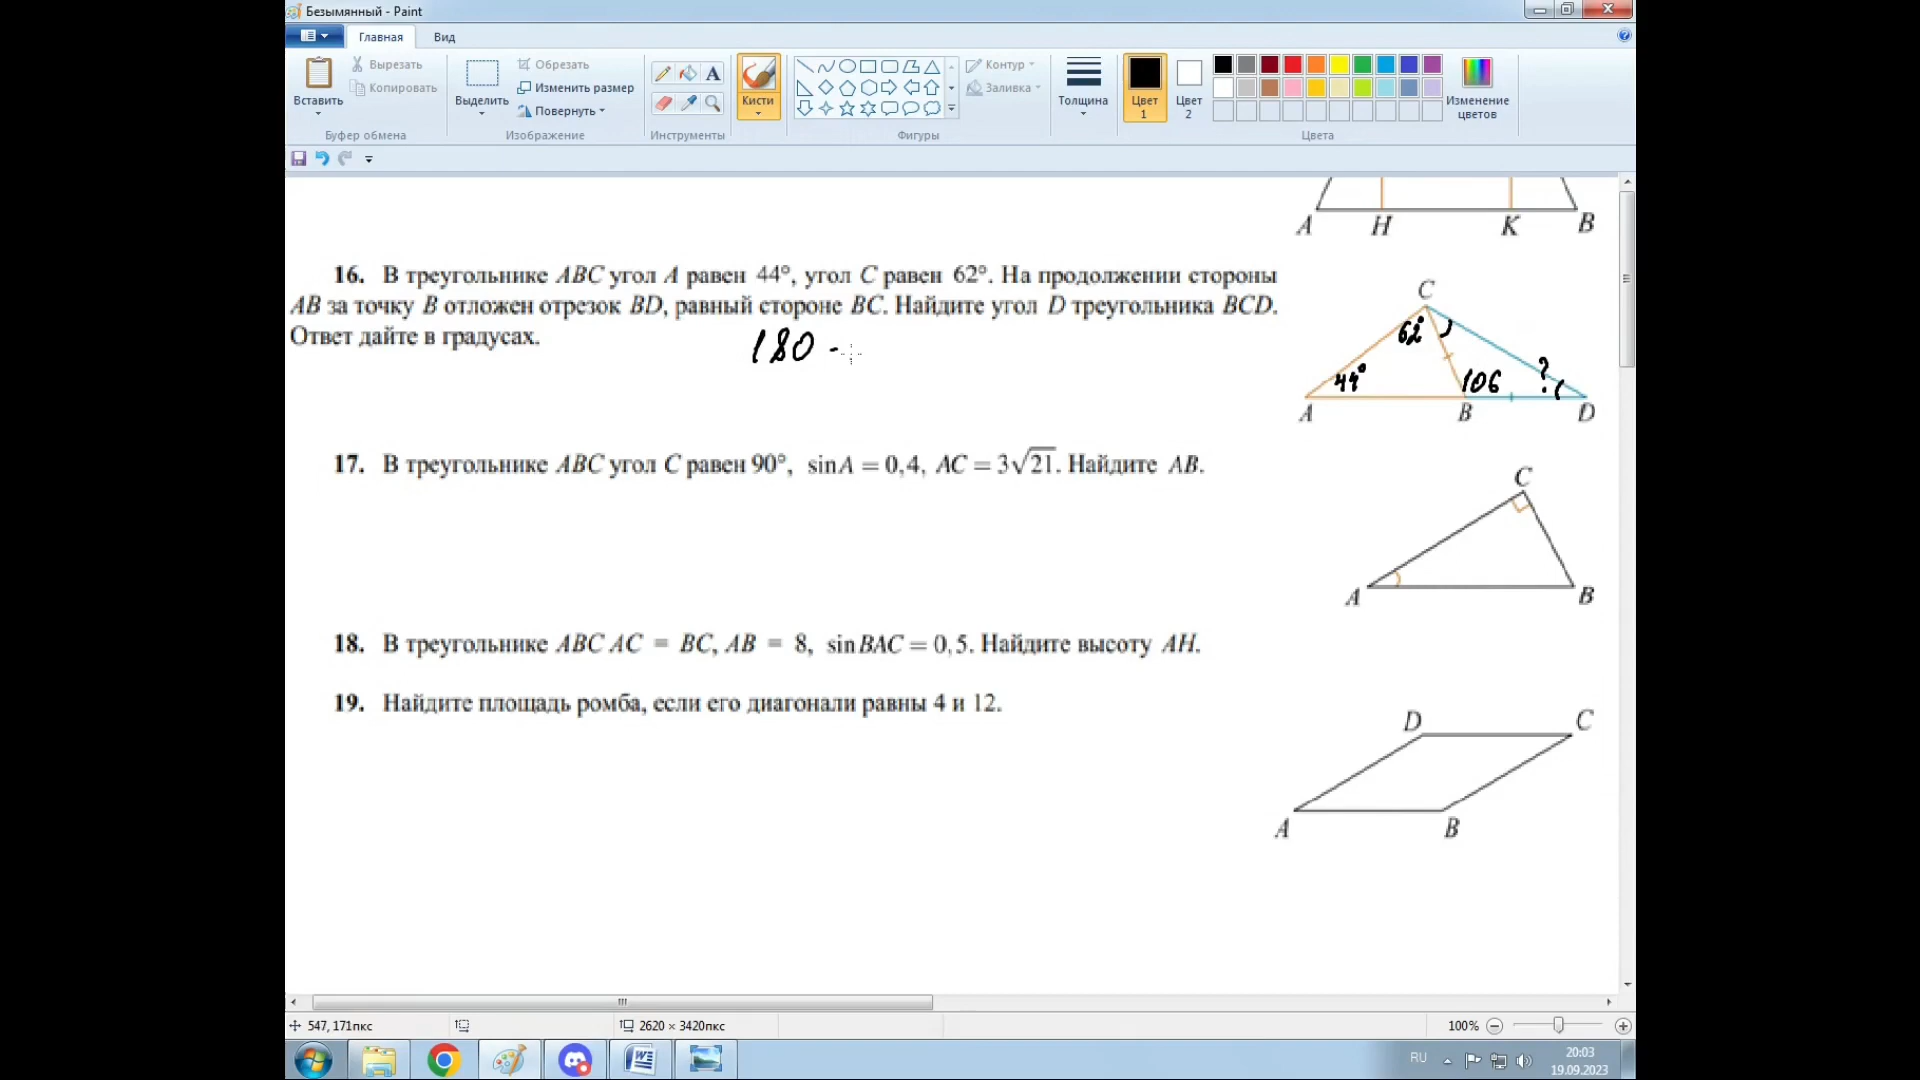 Безымянный - Paint
Главная
Вид
Вставить
Вырезать
Копировать
Буфер обмена
Выделить
Обрезать
Изменить размер
Повернуть
Изображение
A
Инструменты
Кисти
Контур
Заливка
Фигуры
Толщина
Цвет 1
Цвет 2
Изменение цветов
Цвета
A H K B
16. В треугольнике ABC угол A равен 44°, угол C равен 62°. На продолжении стороны
AB за точку B отложен отрезок BD, равный стороне BC. Найдите угол D треугольника BCD.
Ответ дайте в градусах.
180 -
C
62°
44°
106
?
A B D
17. В треугольнике ABC угол C равен 90°, sin A = 0,4, AC = 3√21. Найдите AB.
C
A B
18. В треугольнике ABC AC = BC, AB = 8, sin BAC = 0,5. Найдите высоту AH.
19. Найдите площадь ромба, если его диагонали равны 4 и 12.
D C
A B
547, 171пкс
2620 × 3420пкс
100%
RU
20:03
19.09.2023